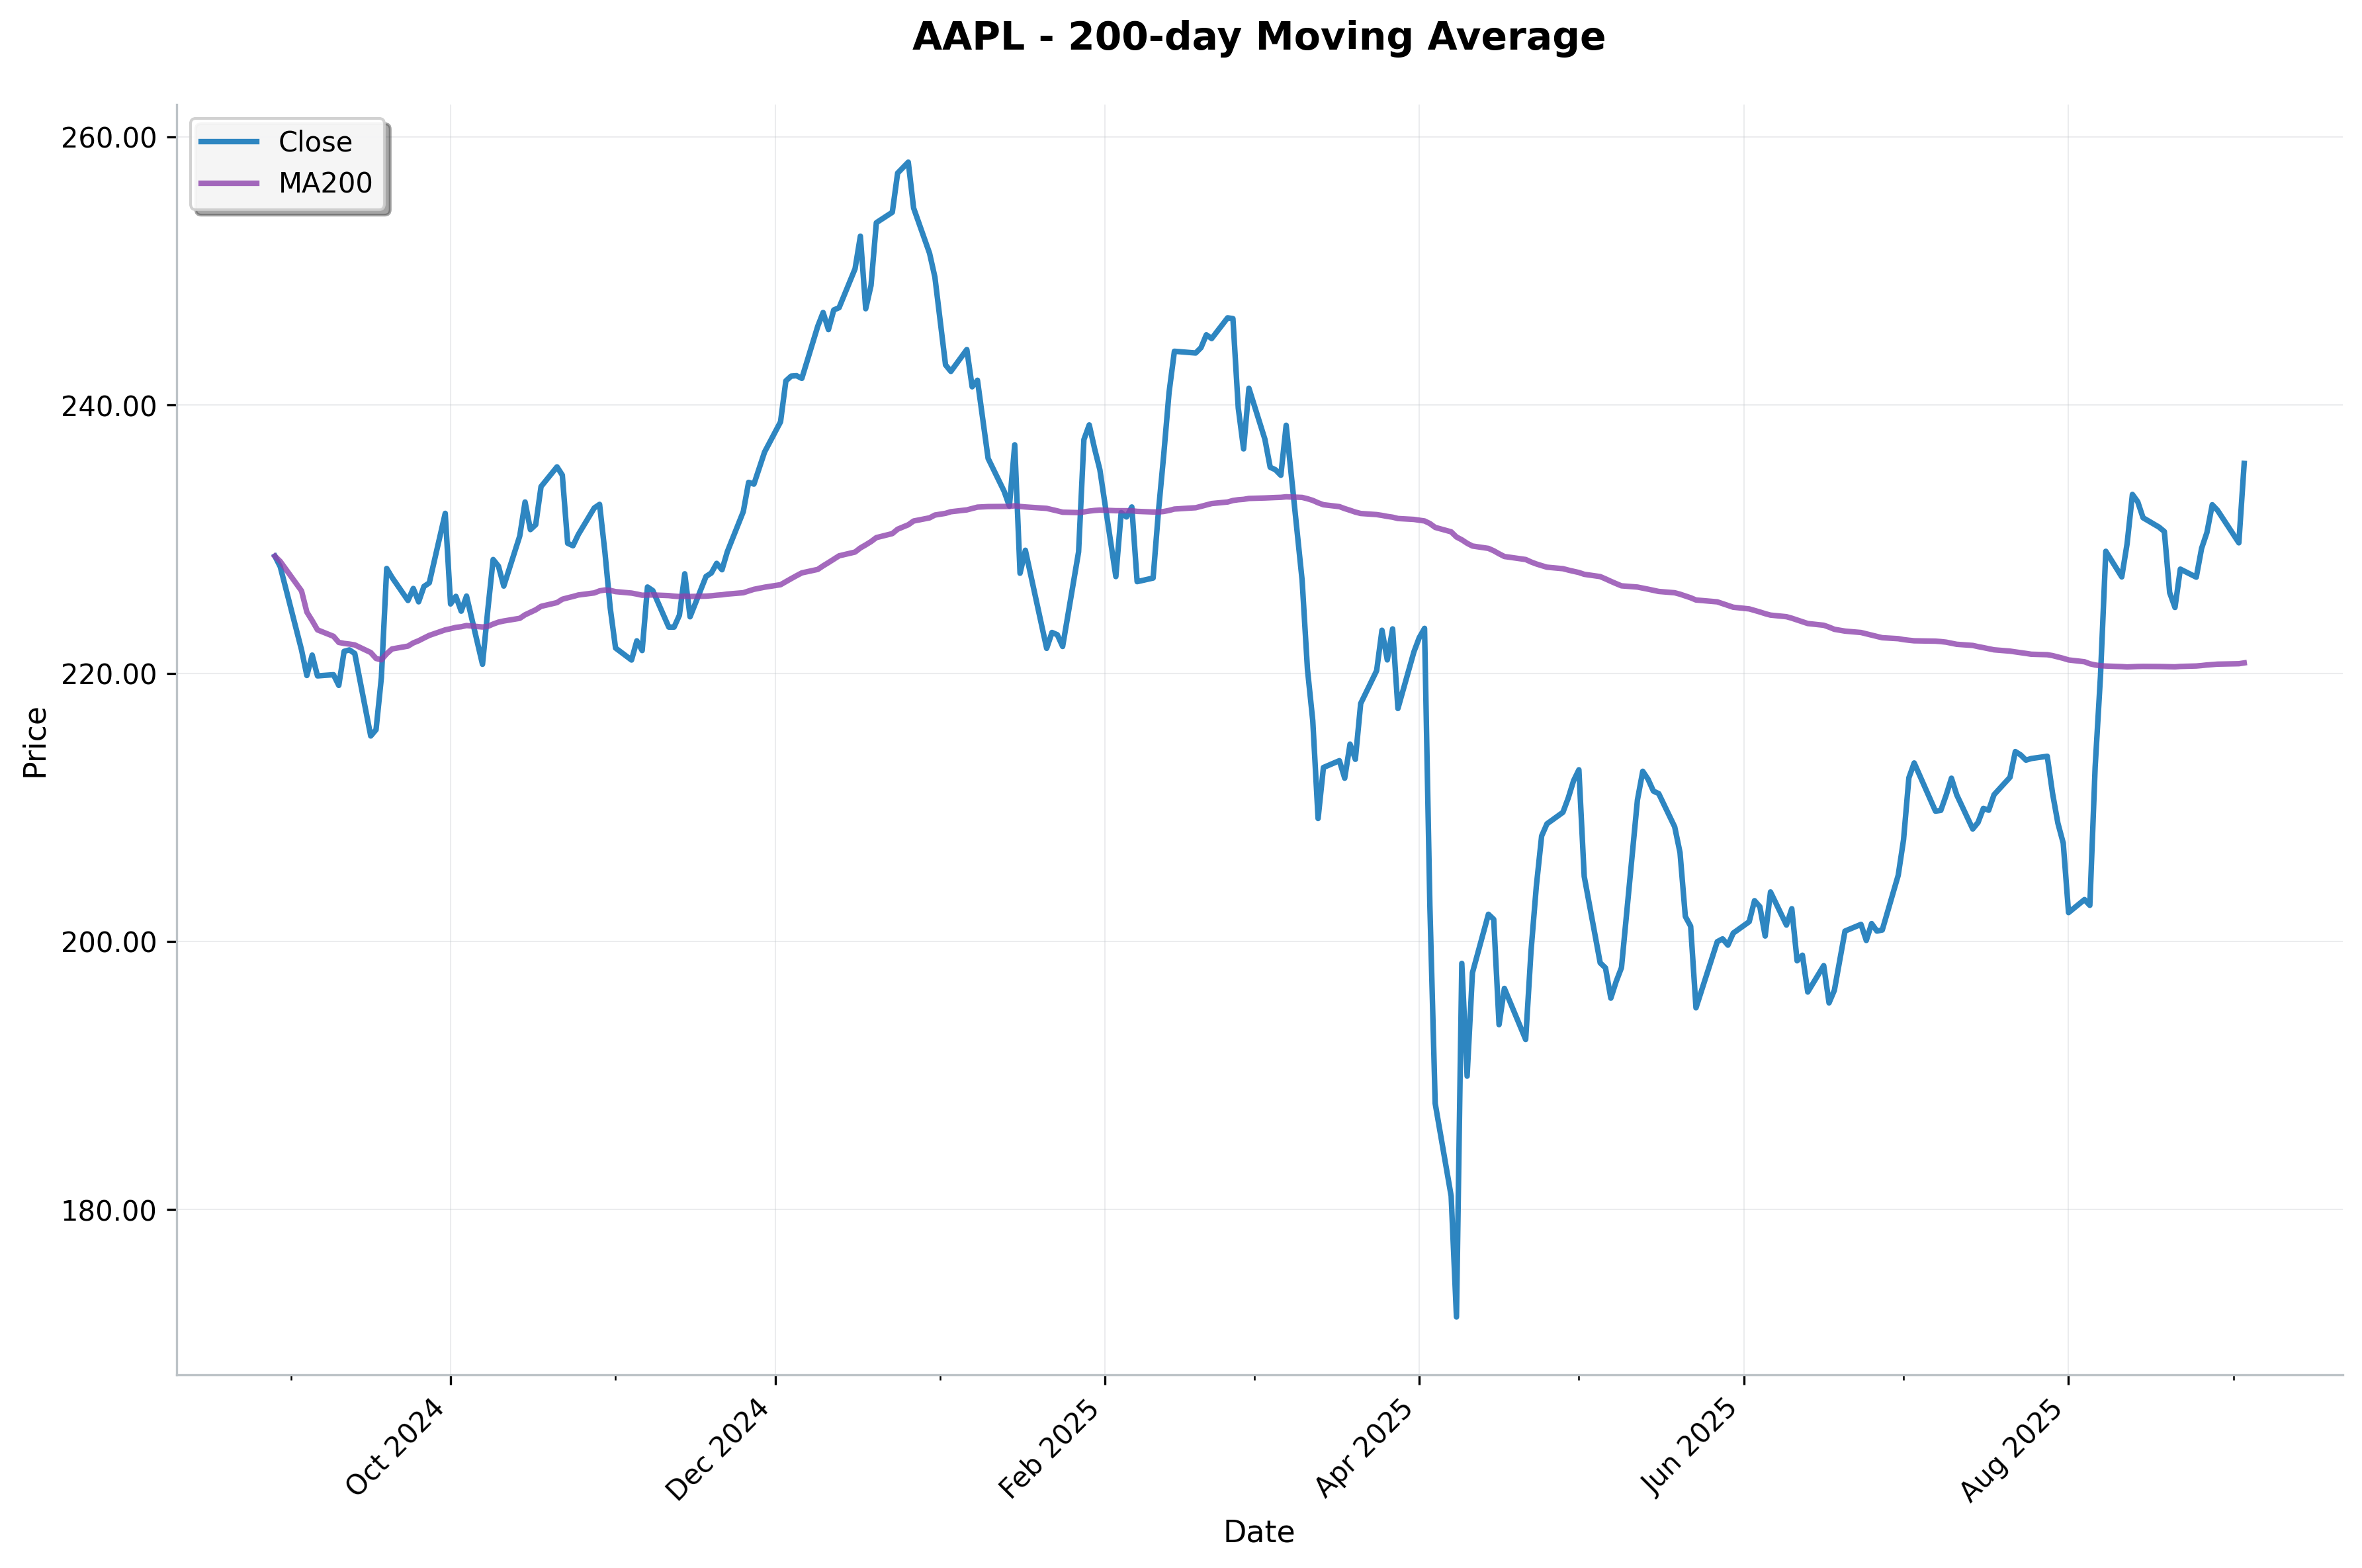 AAPL - 200-day Moving Average
Close
MA200
260.00
240.00
220.00
200.00
180.00
Price
Oct 2024
Dec 2024
Feb 2025
Apr 2025
Jun 2025
Aug 2025
Date